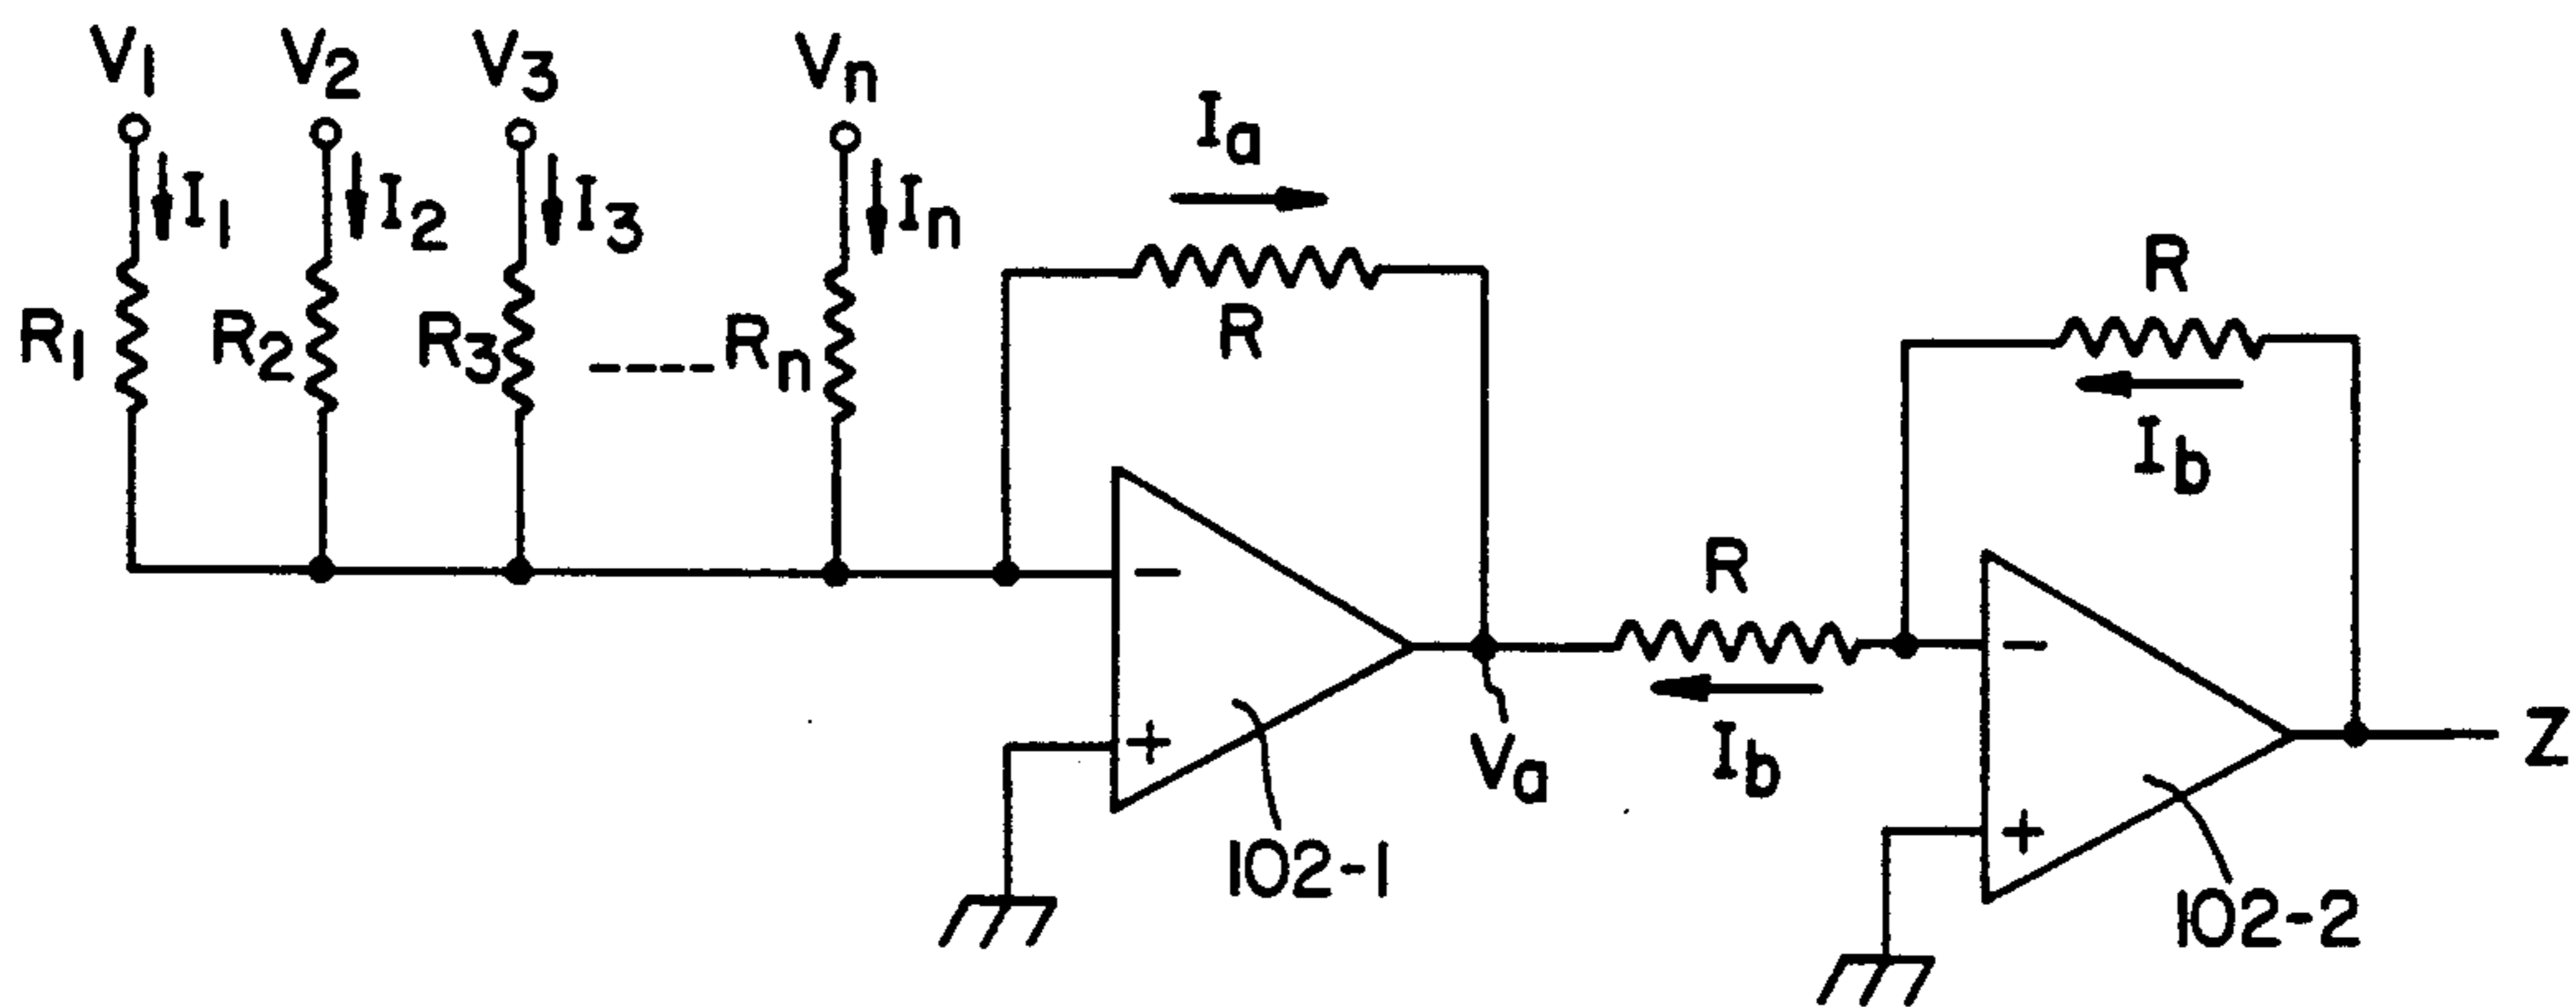 V1 V2 V3 Vn
Ia
I1 I2 I3 In
R
R1 R2 R3 ---- Rn
R
Ib
R
− −
Ib
Z
+
Va
+
102-1
102-2